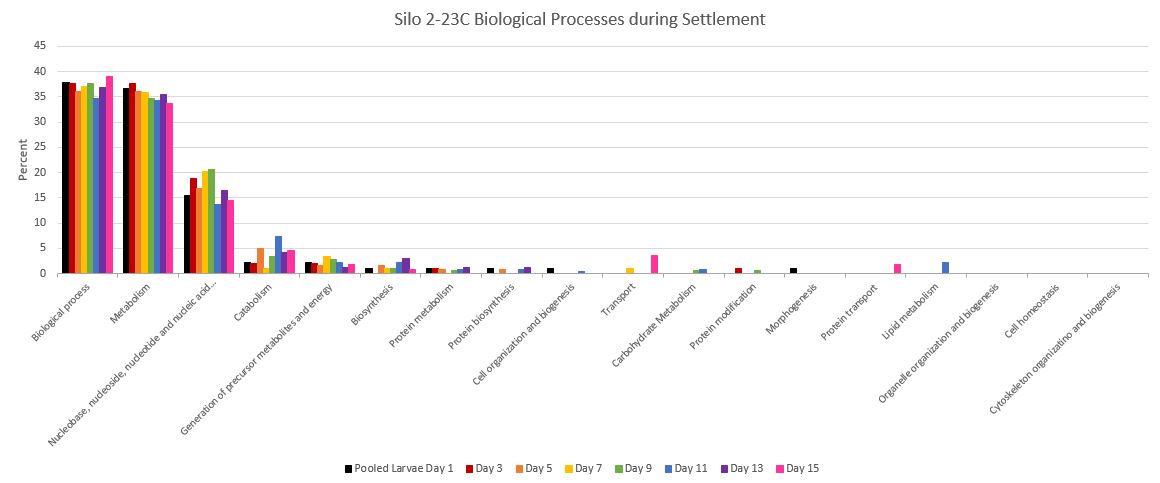 Silo 2-23C Biological Processes during Settlement
45
40
35
30
25
20
15
10
5
0
Percent
Biological process
Metabolism
Nucleobase, nucleoside, nucleotide and nucleic acid...
Catabolism
Generation of precursor metabolites and energy
Biosynthesis
Protein metabolism
Protein biosynthesis
Cell organization and biogenesis
Transport
Carbohydrate Metabolism
Protein modification
Morphogenesis
Protein transport
Lipid metabolism
Organelle organization and biogenesis
Cell homeostasis
Cytoskeleton organizatino and biogenesis
Pooled Larvae Day 1 Day 3 Day 5 Day 7 Day 9 Day 11 Day 13 Day 15